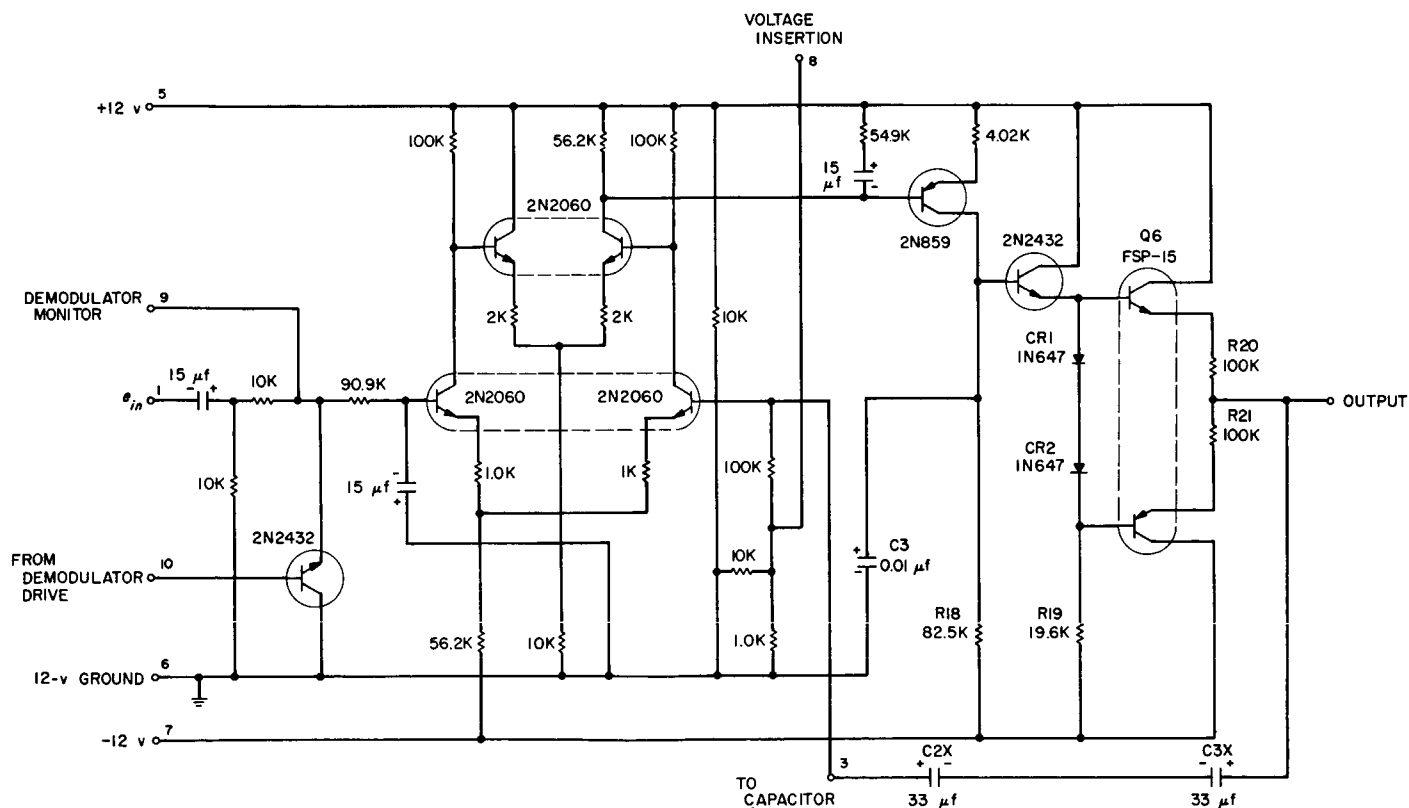 VOLTAGE
INSERTION
8
+12 v
5
100K
56.2K
100K
54.9K
4.02K
15
μf
+
-
2N2060
2N859
2N2432
Q6
FSP-15
DEMODULATOR
MONITOR
9
2K
2K
10K
CR1
1N647
R20
100K
15 μf
- +
10K
90.9K
2N2060
2N2060
e in
1
OUTPUT
R21
100K
CR2
1N647
10K
1.0K
1K
100K
15 μf
-
+
2N2432
FROM
DEMODULATOR
DRIVE
10
10K
C3
0.01 μf
+
-
56.2K
10K
1.0K
R18
82.5K
R19
19.6K
12-v GROUND
6
-12 v
7
TO
CAPACITOR
3
C2X
+ -
33 μf
C3X
- +
33 μf